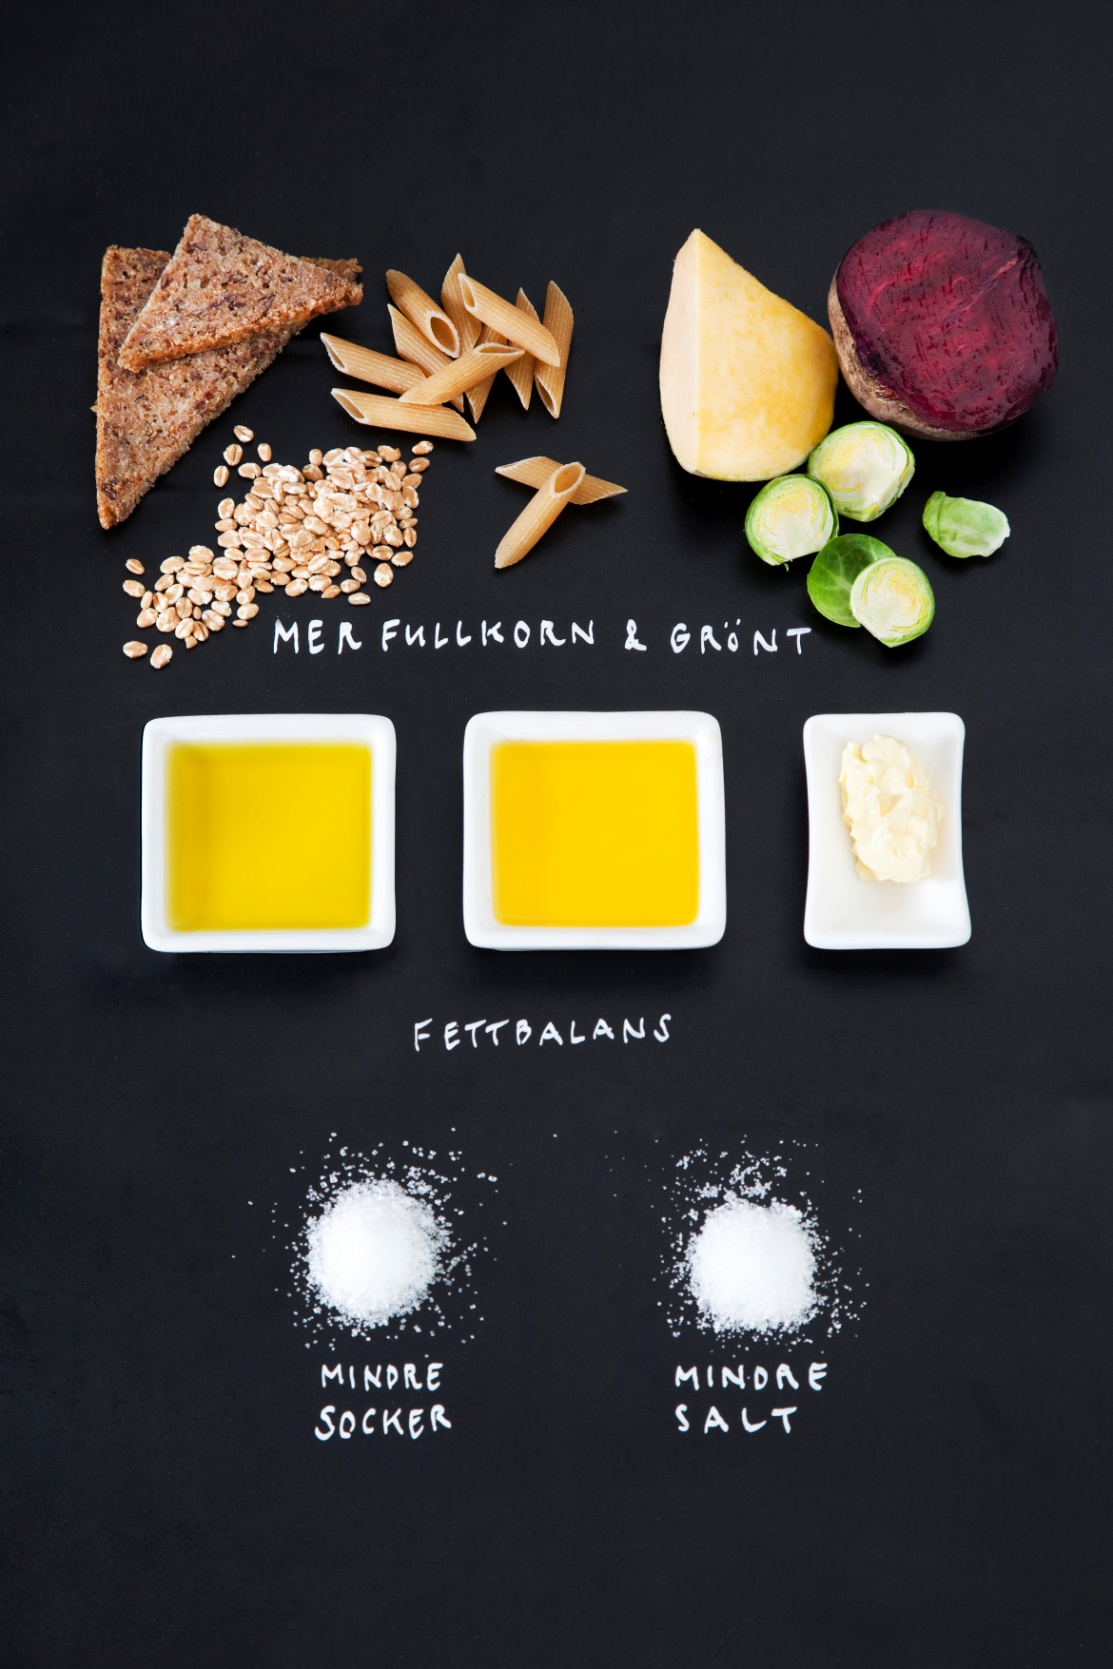 MER FULLKORN & GRÖNT
FETTBALANS
MINDRE
SOCKER
MINDRE
SALT